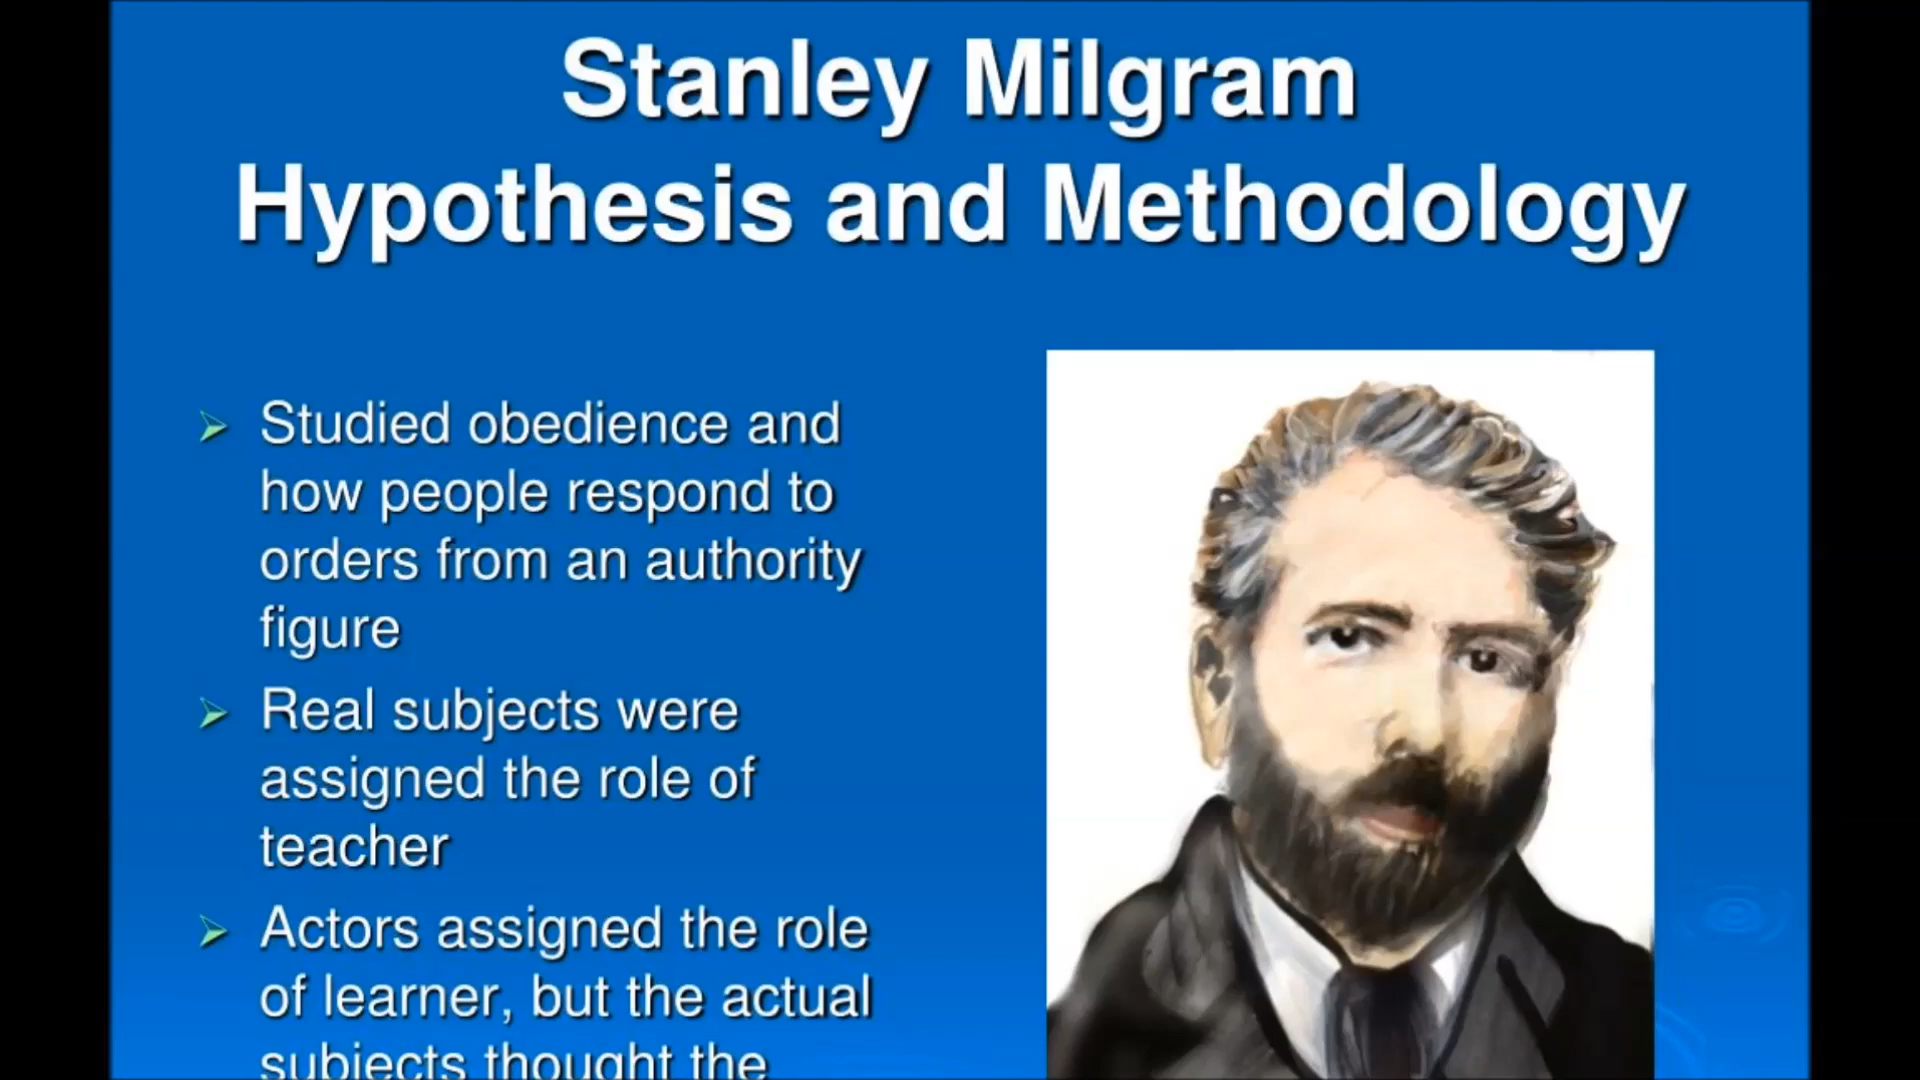 Stanley Milgram
Hypothesis and Methodology
Studied obedience and
how people respond to
orders from an authority
figure
Real subjects were
assigned the role of
teacher
Actors assigned the role
of learner, but the actual
subjects thought the